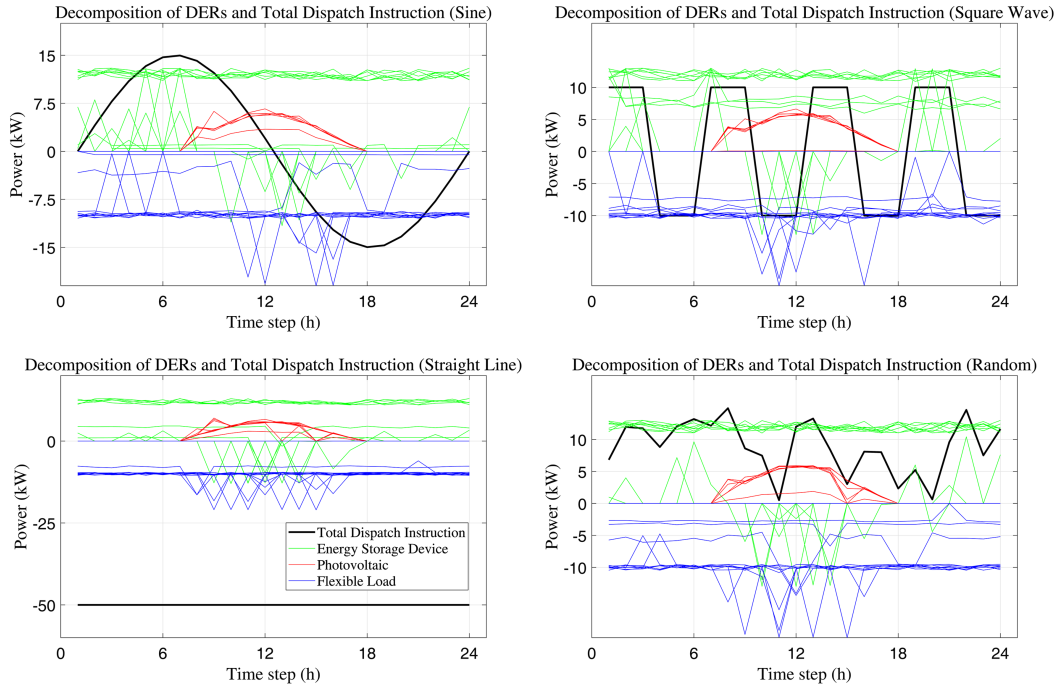 Decomposition of DERs and Total Dispatch Instruction (Sine)
Power (kW)
15
7.5
0
-7.5
-15
0 6 12 18 24
Time step (h)
Decomposition of DERs and Total Dispatch Instruction (Square Wave)
Power (kW)
10
5
0
-5
-10
0 6 12 18 24
Time step (h)
Decomposition of DERs and Total Dispatch Instruction (Straight Line)
Power (kW)
0
-25
-50
Total Dispatch Instruction
Energy Storage Device
Photovoltaic
Flexible Load
0 6 12 18 24
Time step (h)
Decomposition of DERs and Total Dispatch Instruction (Random)
Power (kW)
10
5
0
-5
-10
0 6 12 18 24
Time step (h)